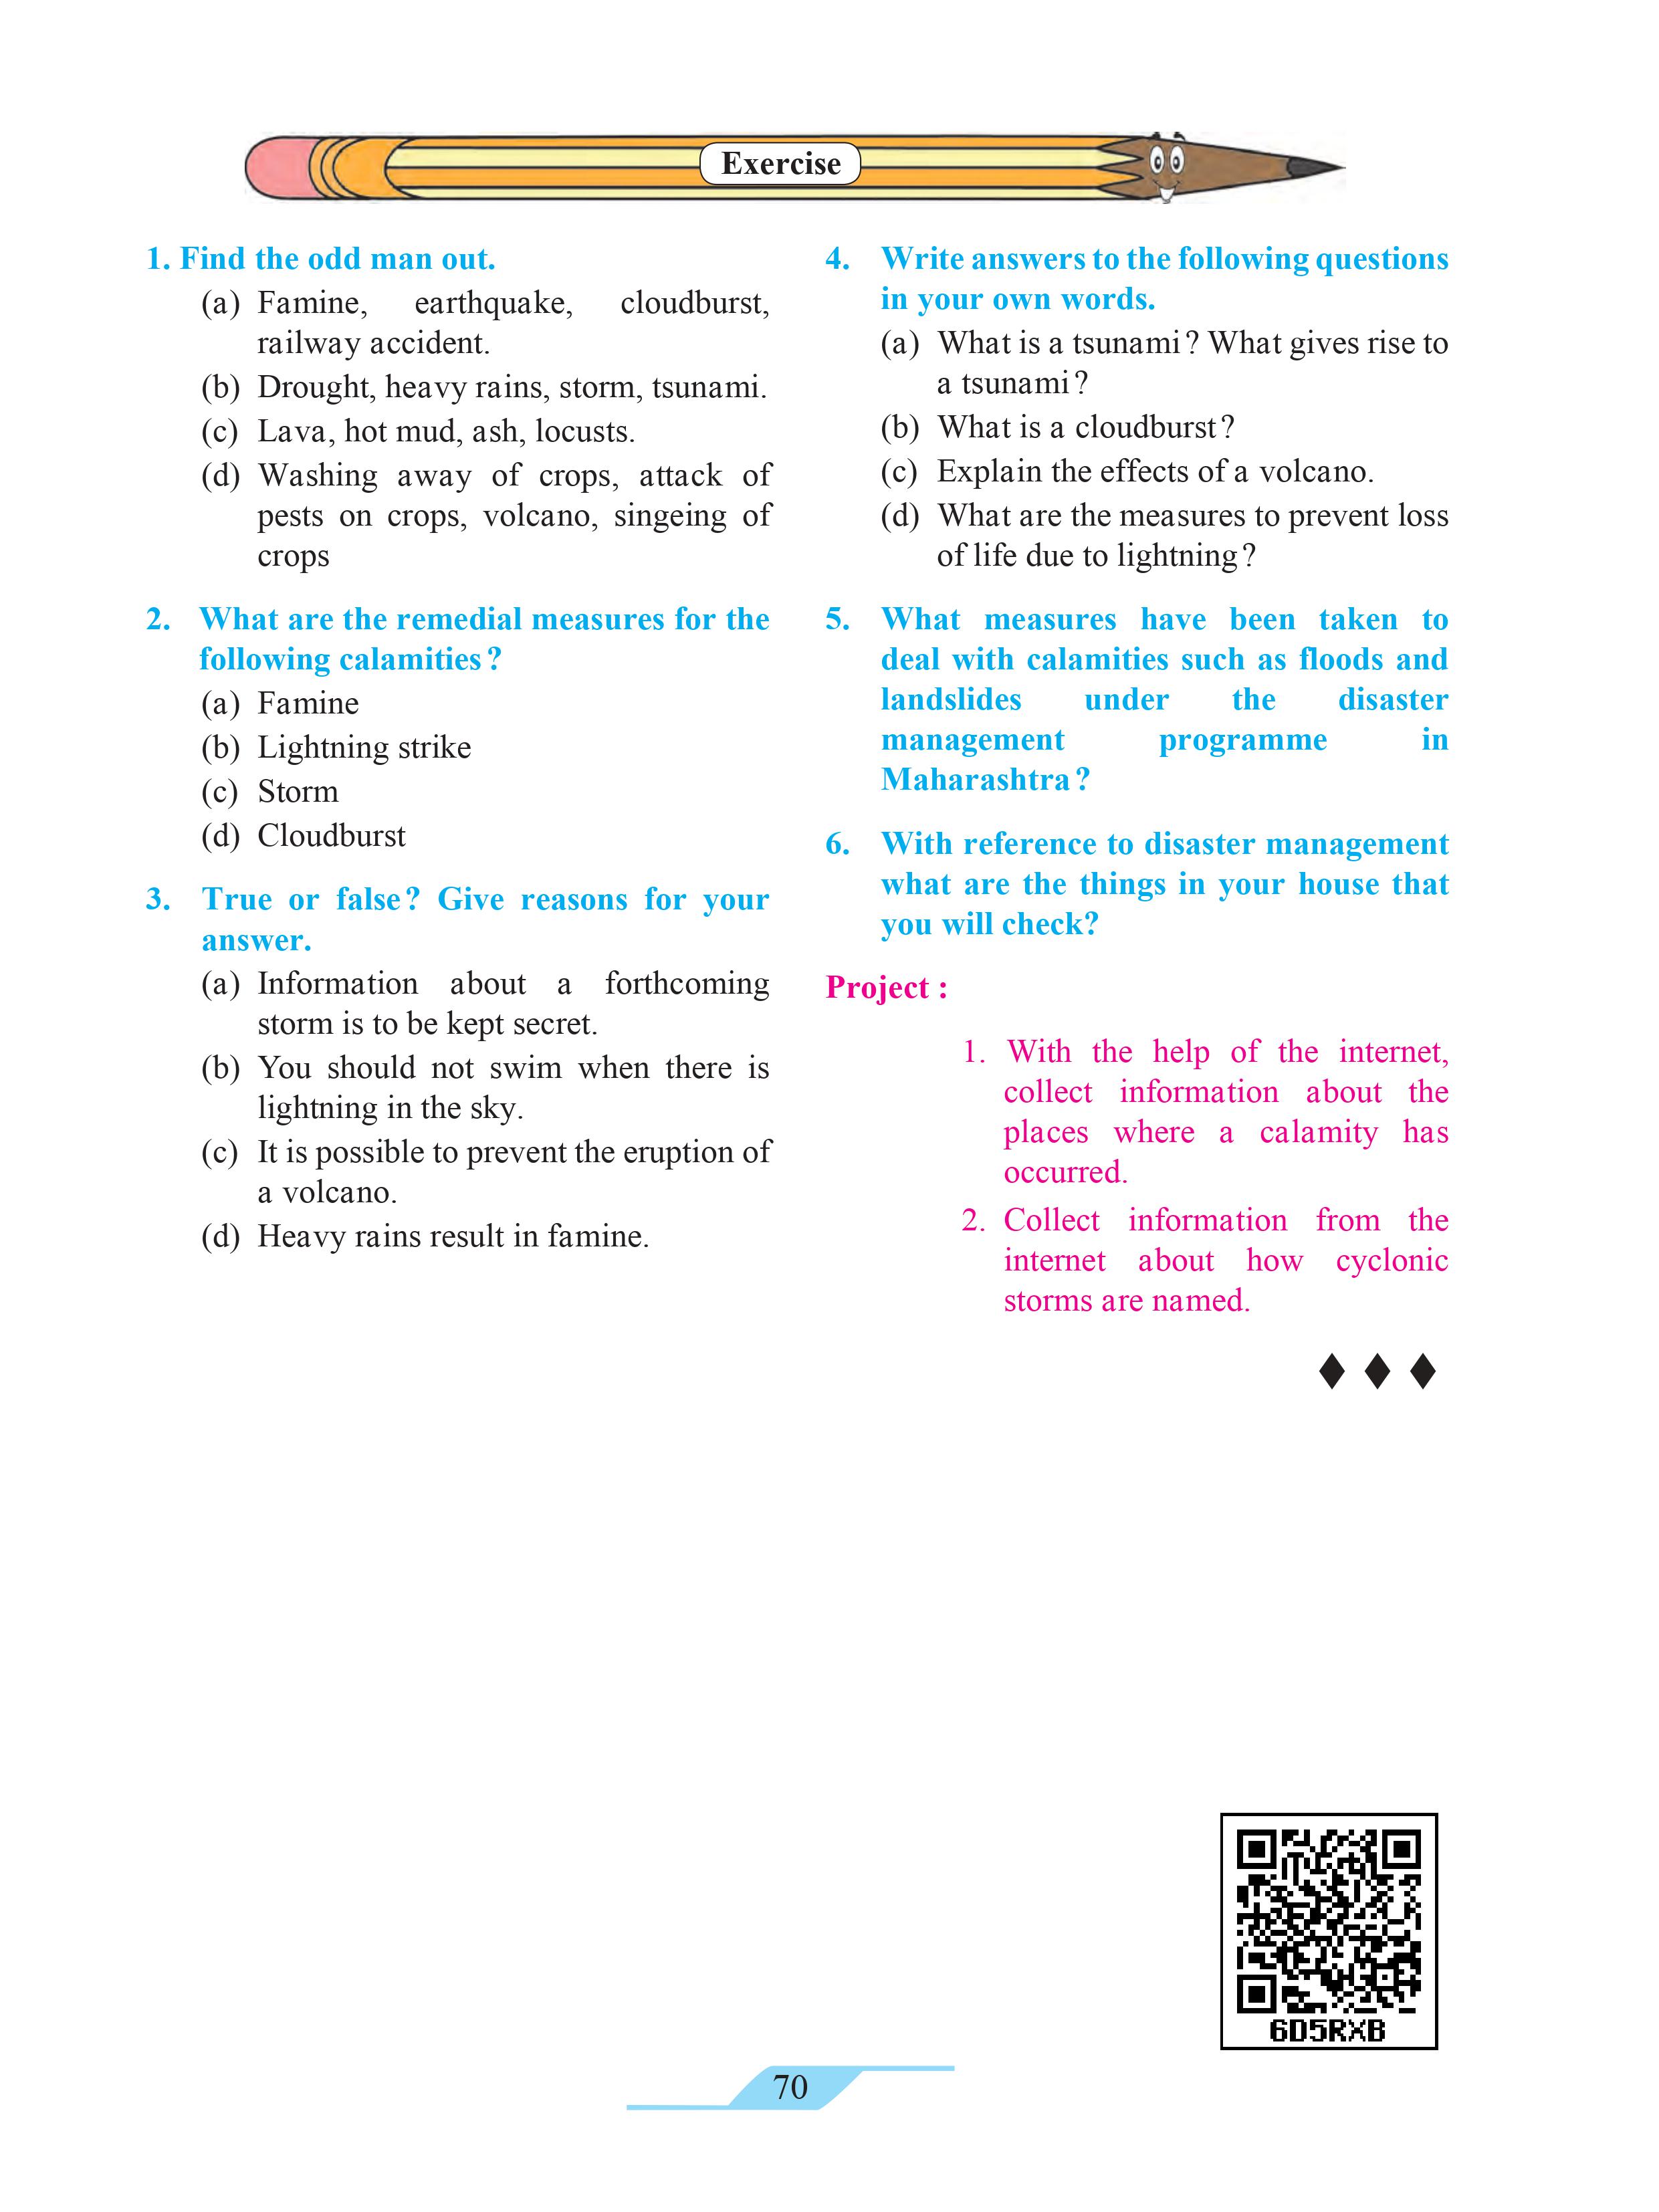 Exercise
1. Find the odd man out.
(a) Famine, earthquake, cloudburst,
railway accident.
(b) Drought, heavy rains, storm, tsunami.
(c) Lava, hot mud, ash, locusts.
(d) Washing away of crops, attack of
pests on crops, volcano, singeing of
crops
2. What are the remedial measures for the
following calamities?
(a) Famine
(b) Lightning strike
(c) Storm
(d) Cloudburst
3. True or false? Give reasons for your
answer.
(a) Information about a forthcoming
storm is to be kept secret.
(b) You should not swim when there is
lightning in the sky.
(c) It is possible to prevent the eruption of
a volcano.
(d) Heavy rains result in famine.
4. Write answers to the following questions
in your own words.
(a) What is a tsunami? What gives rise to
a tsunami?
(b) What is a cloudburst?
(c) Explain the effects of a volcano.
(d) What are the measures to prevent loss
of life due to lightning?
5. What measures have been taken to
deal with calamities such as floods and
landslides under the disaster
management programme in
Maharashtra?
6. With reference to disaster management
what are the things in your house that
you will check?
Project :
1. With the help of the internet,
collect information about the
places where a calamity has
occurred.
2. Collect information from the
internet about how cyclonic
storms are named.
6D5RXB
70